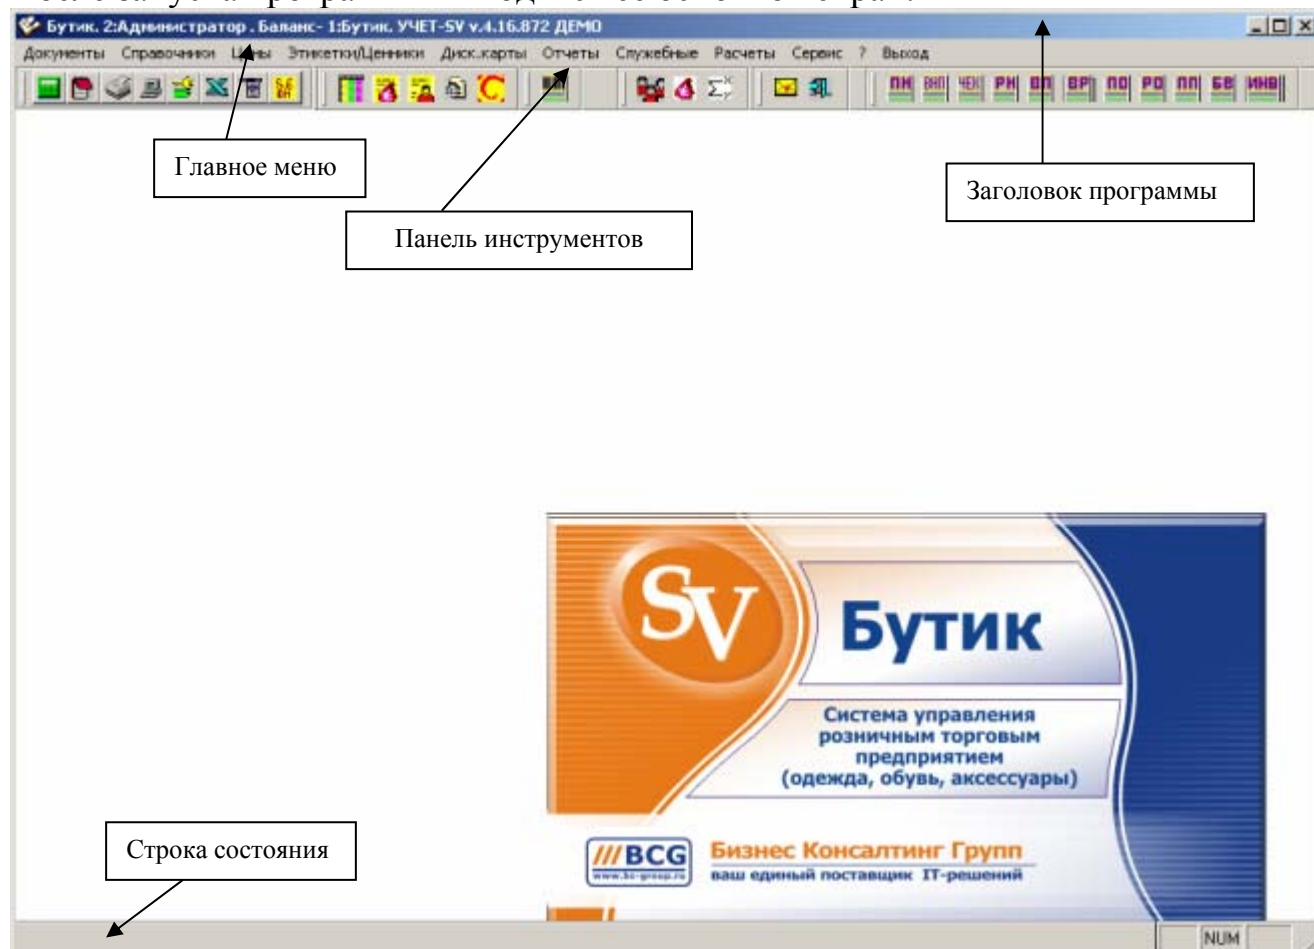 Бутик. 2:Администратор . Баланс- 1:Бутик. УЧЕТ-SV v.4.16.872 ДЕМО
Документы Справочники Цены Этикетки/Ценники Диск.карты Отчеты Служебные Расчеты Сервис ? Выход
ПН ВНП ЧЕК РН ВП ВР ПО РО ПП БВ ИНВ
Главное меню
Заголовок программы
Панель инструментов
SV
Бутик
Система управления
розничным торговым
предприятием
(одежда, обувь, аксессуары)
Строка состояния
///BCG
www.bc-group.ru
Бизнес Консалтинг Групп
ваш единый поставщик IT-решений
NUM